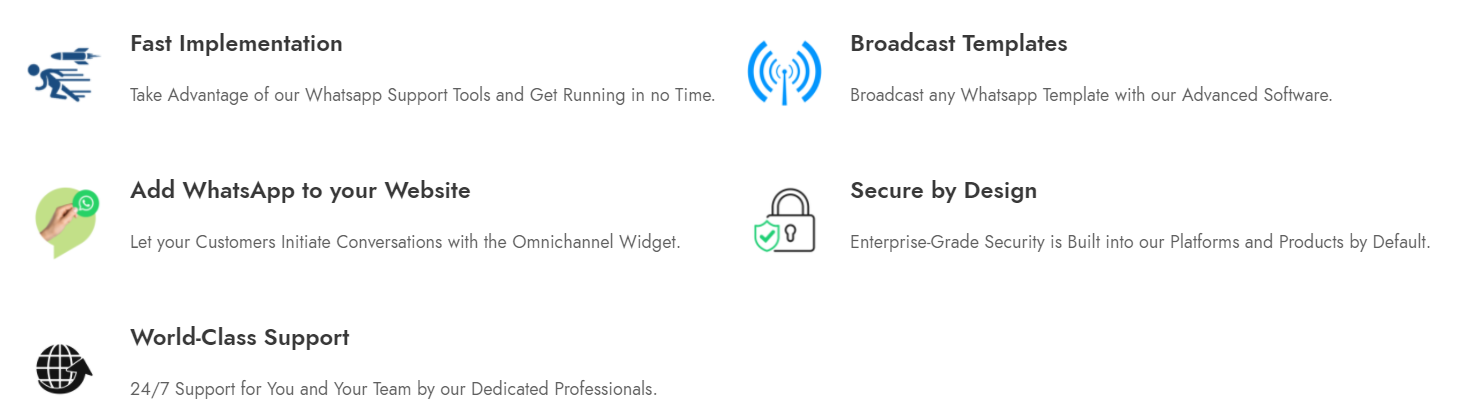 Fast Implementation
Take Advantage of our Whatsapp Support Tools and Get Running in no Time.
Broadcast Templates
Broadcast any Whatsapp Template with our Advanced Software.
Add WhatsApp to your Website
Let your Customers Initiate Conversations with the Omnichannel Widget.
Secure by Design
Enterprise-Grade Security is Built into our Platforms and Products by Default.
World-Class Support
24/7 Support for You and Your Team by our Dedicated Professionals.